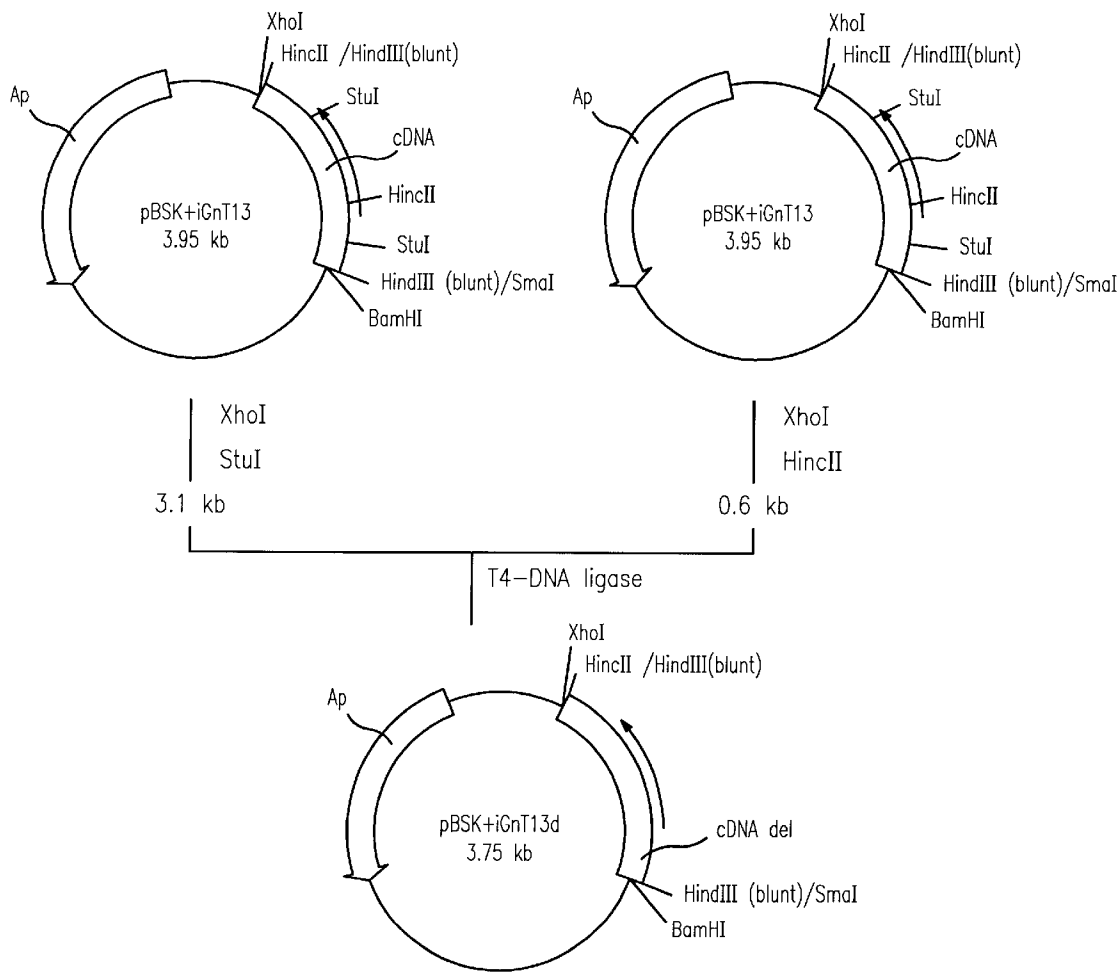 XhoI
HincII /HindIII(blunt)
StuI
Ap
cDNA
HincII
pBSK+iGnT13
3.95 kb
StuI
HindIII (blunt)/SmaI
BamHI
XhoI
HincII /HindIII(blunt)
StuI
Ap
cDNA
HincII
pBSK+iGnT13
3.95 kb
StuI
HindIII (blunt)/SmaI
BamHI
XhoI
StuI
3.1 kb
XhoI
HincII
0.6 kb
T4-DNA ligase
XhoI
HincII /HindIII(blunt)
Ap
pBSK+iGnT13d
3.75 kb
cDNA del
HindIII (blunt)/SmaI
BamHI